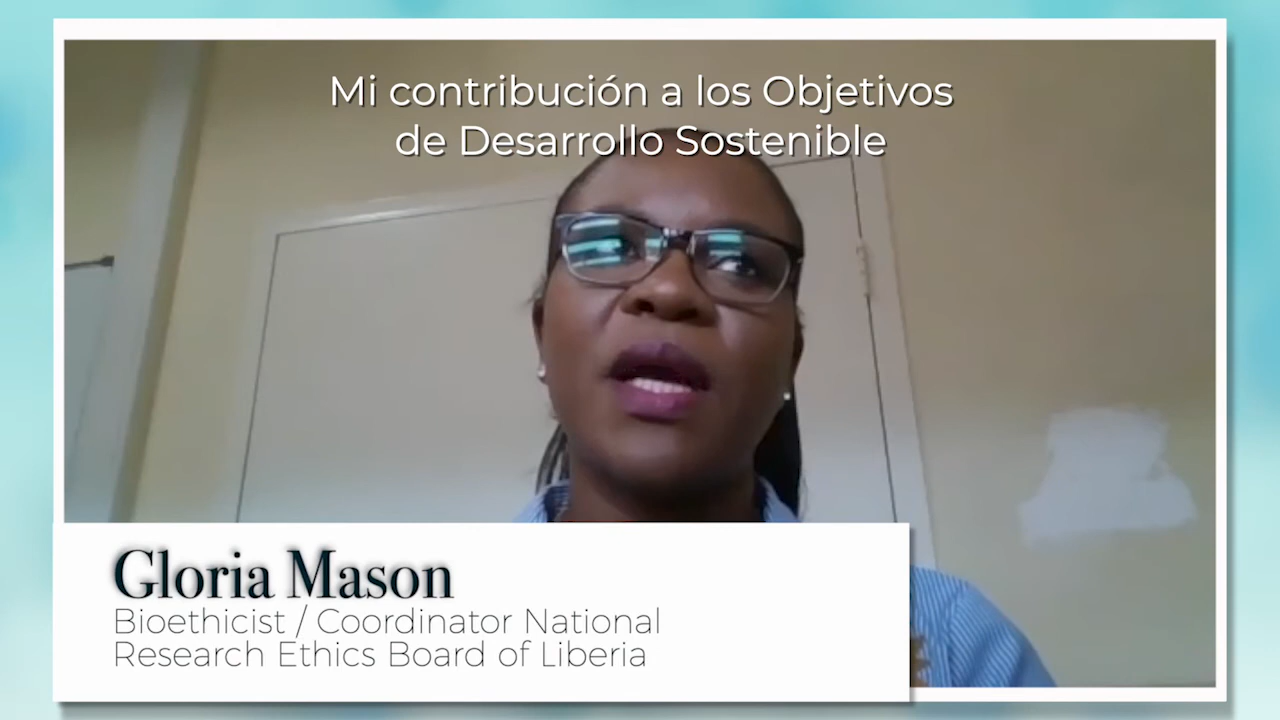 Mi contribución a los Objetivos
de Desarrollo Sostenible
Gloria Mason
Bioethicist / Coordinator National
Research Ethics Board of Liberia